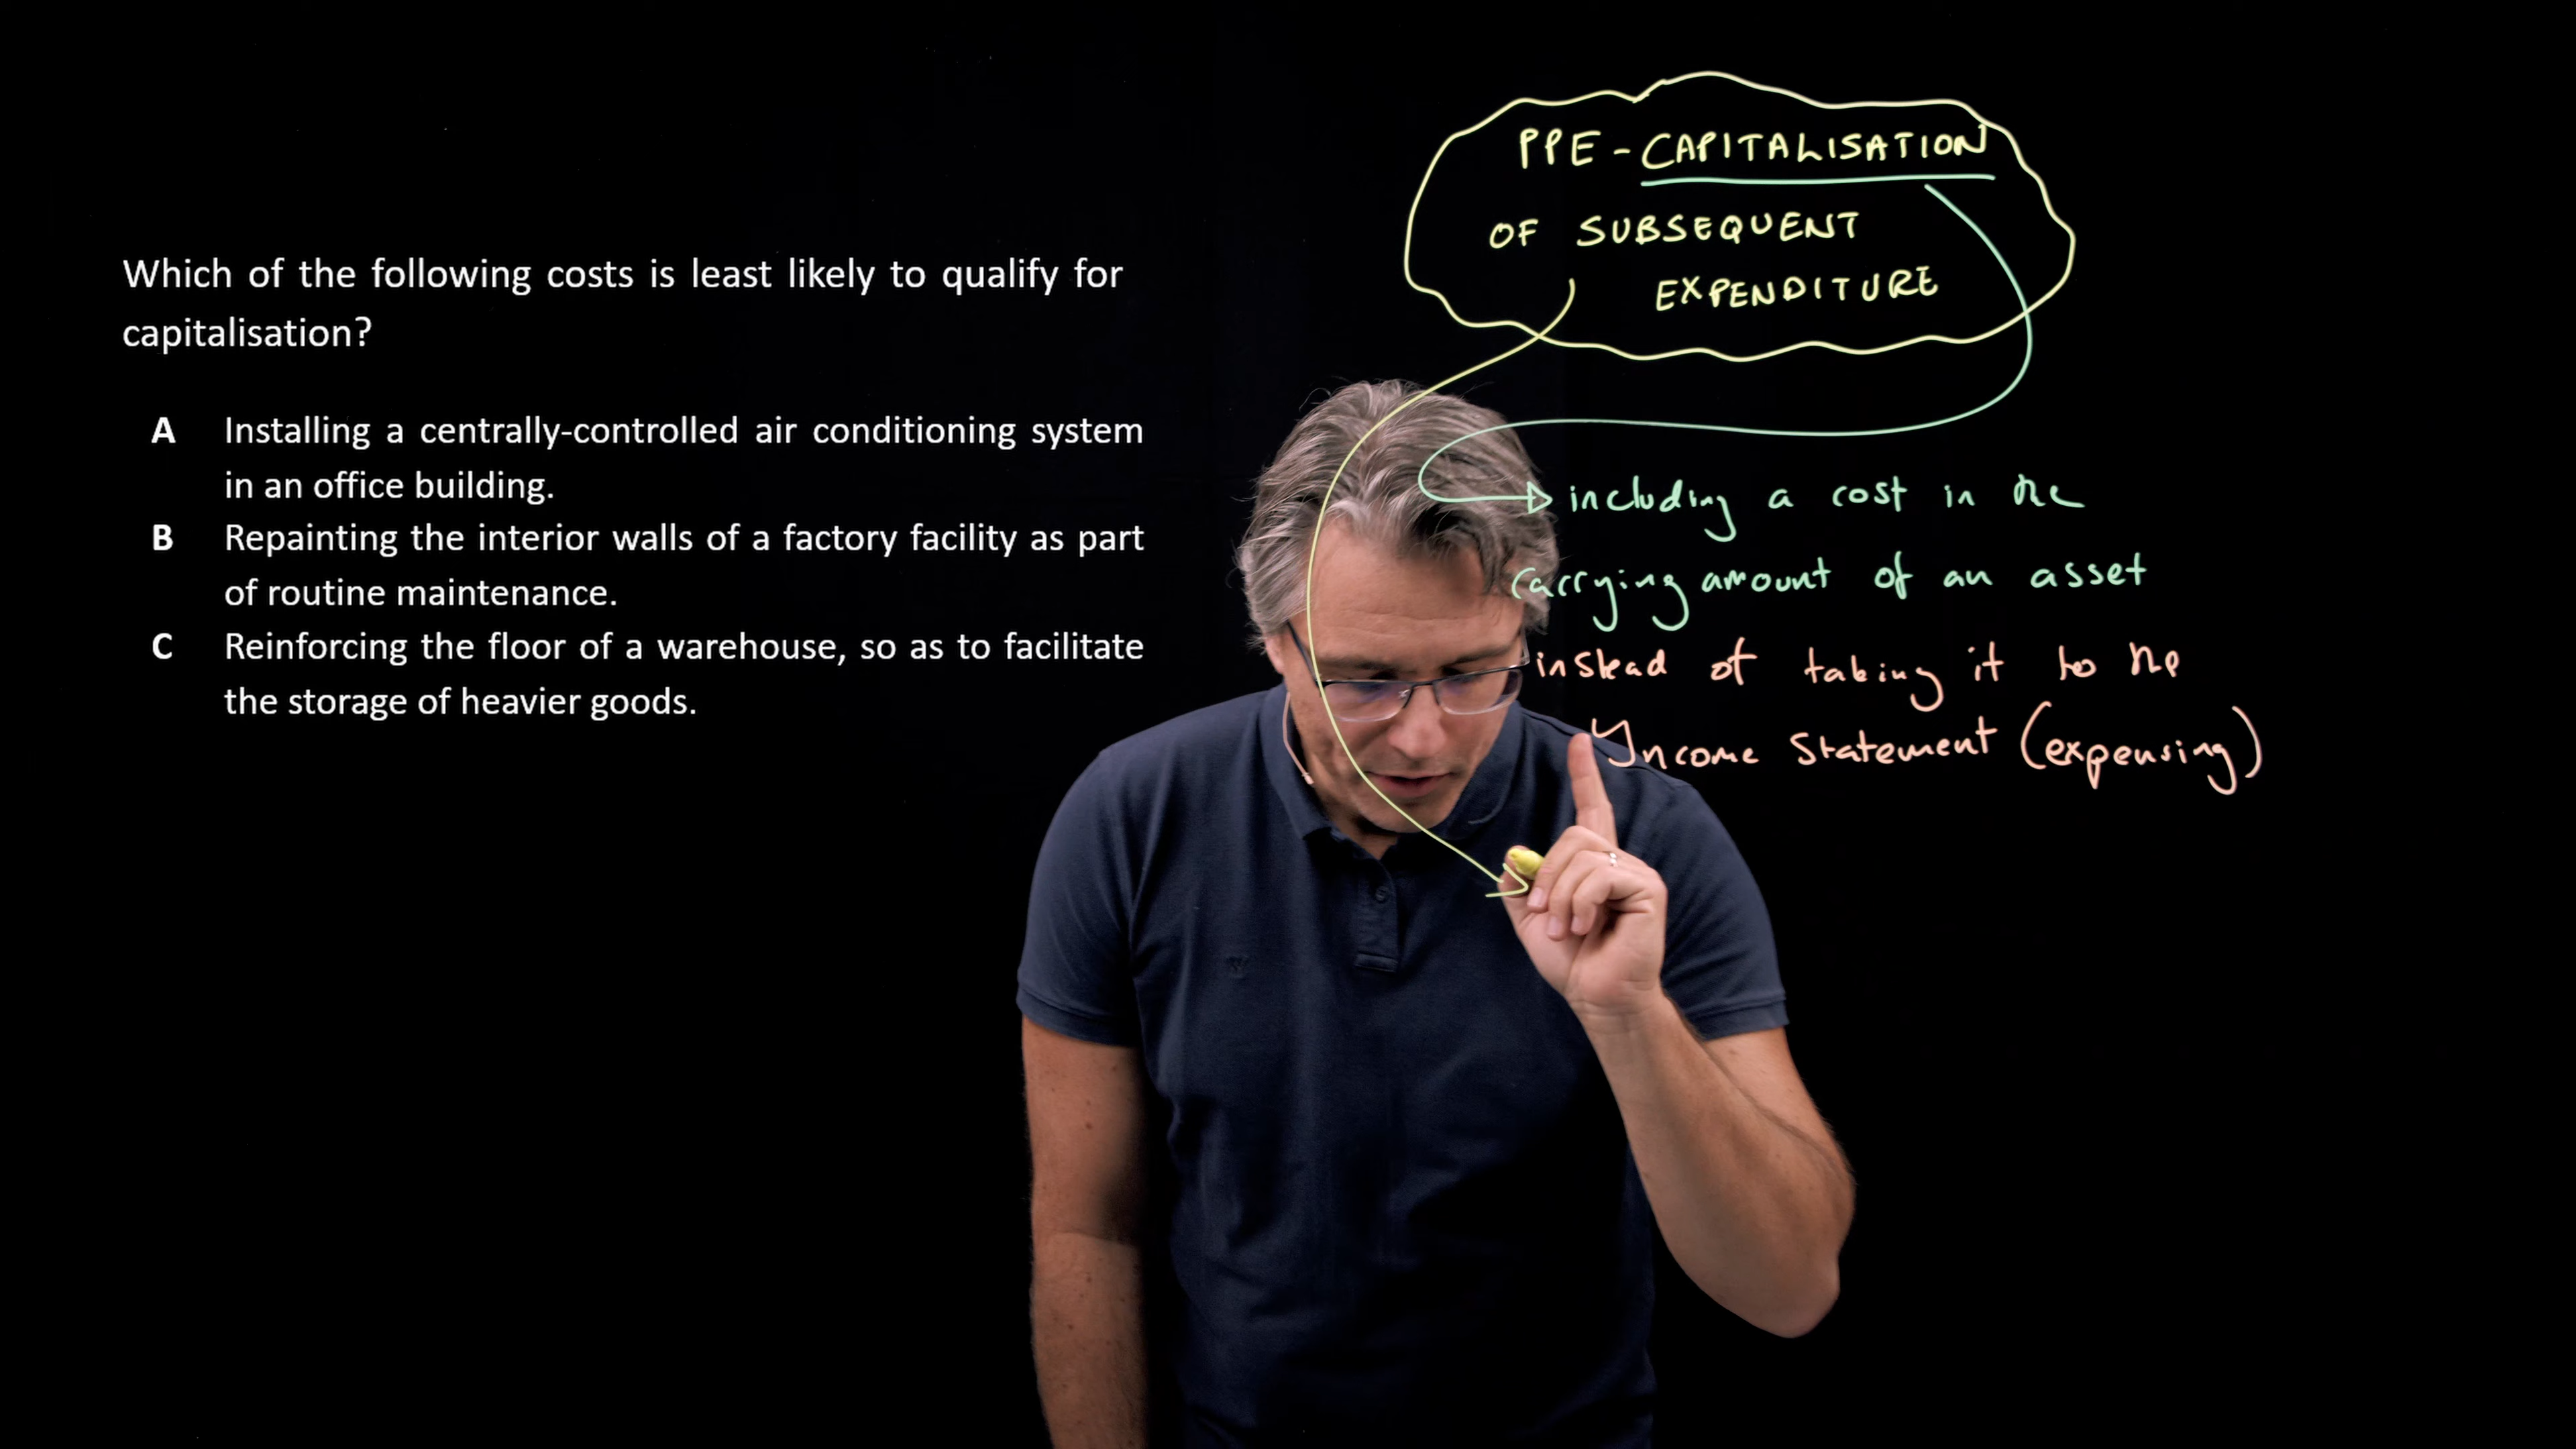 Which of the following costs is least likely to qualify for
capitalisation?
A Installing a centrally-controlled air conditioning system
in an office building.
B Repainting the interior walls of a factory facility as part
of routine maintenance.
C Reinforcing the floor of a warehouse, so as to facilitate
the storage of heavier goods.
PPE - CAPITALISATION
OF SUBSEQUENT
EXPENDITURE
including a cost in the
carrying amount of an asset
instead of taking it to the
Income Statement (expensing)